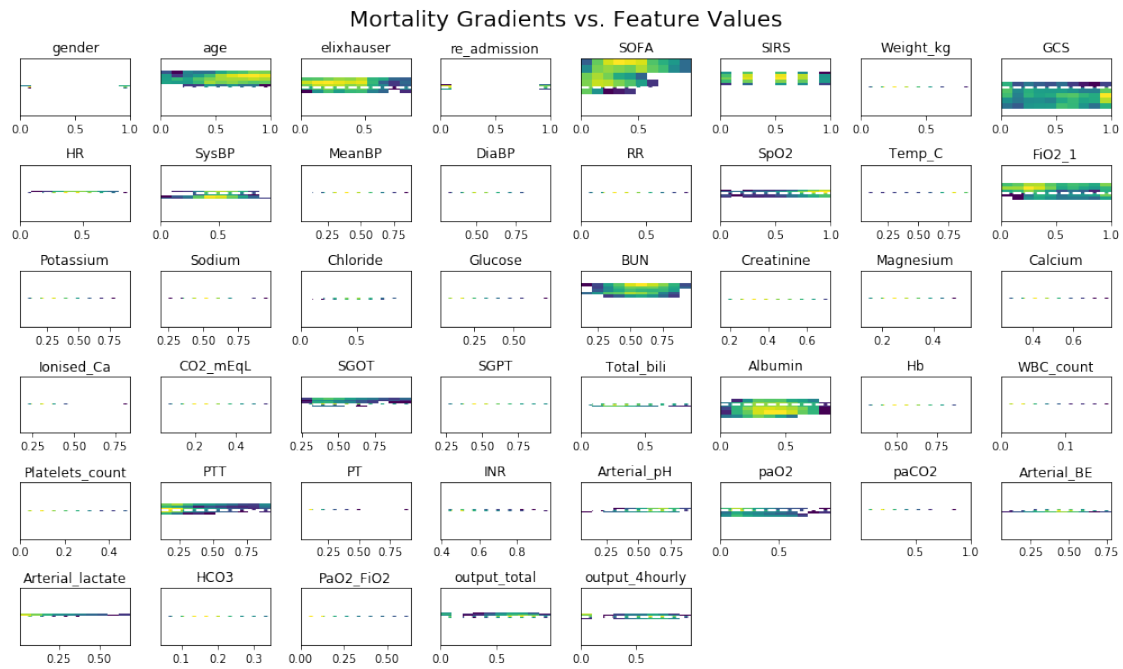 Mortality Gradients vs. Feature Values
gender age elixhauser re_admission SOFA SIRS Weight_kg GCS
0.0 0.5 1.0 0.0 0.5 1.0 0.0 0.5 0.0 0.5 1.0 0.0 0.5 0.0 0.5 1.0 0.0 0.5 0.0 0.5 1.0
HR SysBP MeanBP DiaBP RR SpO2 Temp_C FiO2_1
0.0 0.5 0.0 0.5 0.25 0.50 0.75 0.25 0.50 0.75 0.0 0.5 0.0 0.5 1.0 0.25 0.50 0.75 0.0 0.5 1.0
Potassium Sodium Chloride Glucose BUN Creatinine Magnesium Calcium
0.25 0.50 0.75 0.25 0.50 0.75 0.25 0.50 0.75 0.25 0.50 0.25 0.50 0.75 0.2 0.4 0.6 0.2 0.4 0.4 0.6
Ionised_Ca CO2_mEqL SGOT SGPT Total_bili Albumin Hb WBC_count
0.25 0.50 0.75 0.2 0.4 0.25 0.50 0.75 1.00 0.25 0.50 0.75 0.0 0.5 0.0 0.5 0.50 0.75 0.0 0.1
Platelets_count PTT PT INR Arterial_pH paO2 paCO2 Arterial_BE
0.0 0.2 0.4 0.25 0.50 0.75 0.25 0.50 0.75 0.4 0.6 0.8 0.0 0.5 0.0 0.5 0.5 1.0 0.25 0.50 0.75
Arterial_lactate HCO3 PaO2_FiO2 output_total output_4hourly
0.25 0.50 0.1 0.2 0.3 0.00 0.25 0.50 0.0 0.5 0.0 0.5